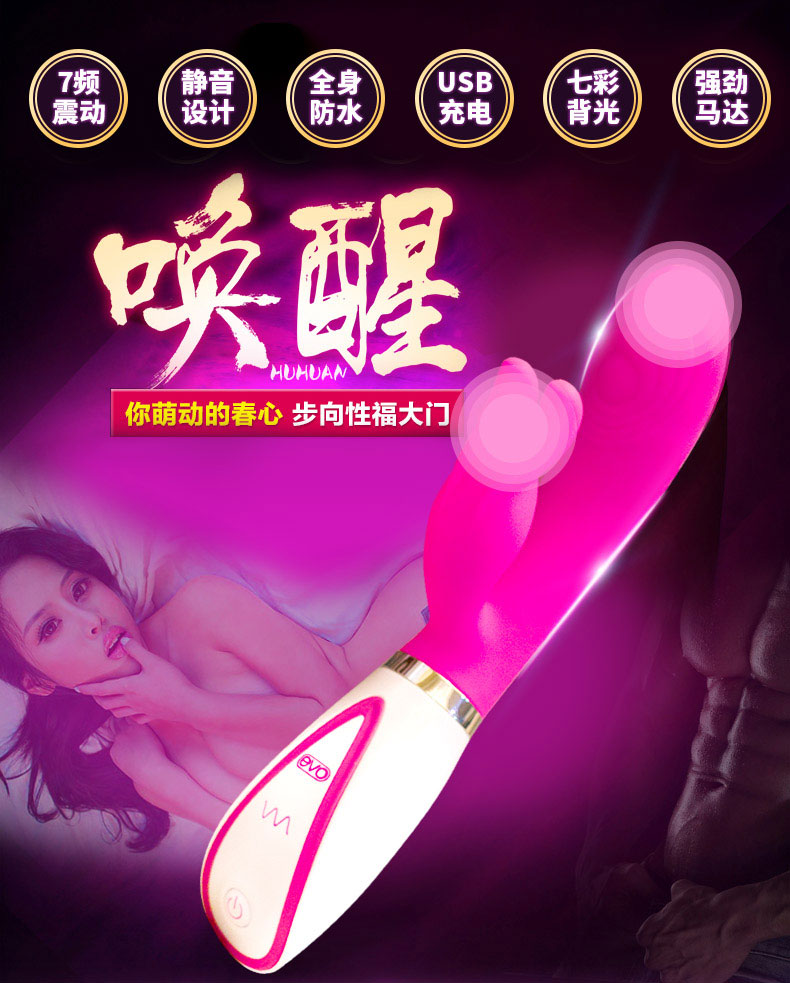 7频
震动
静音
设计
全身
防水
USB
充电
七彩
背光
强劲
马达
唤醒
HUHUAN
你萌动的春心 步向性福大门
evo